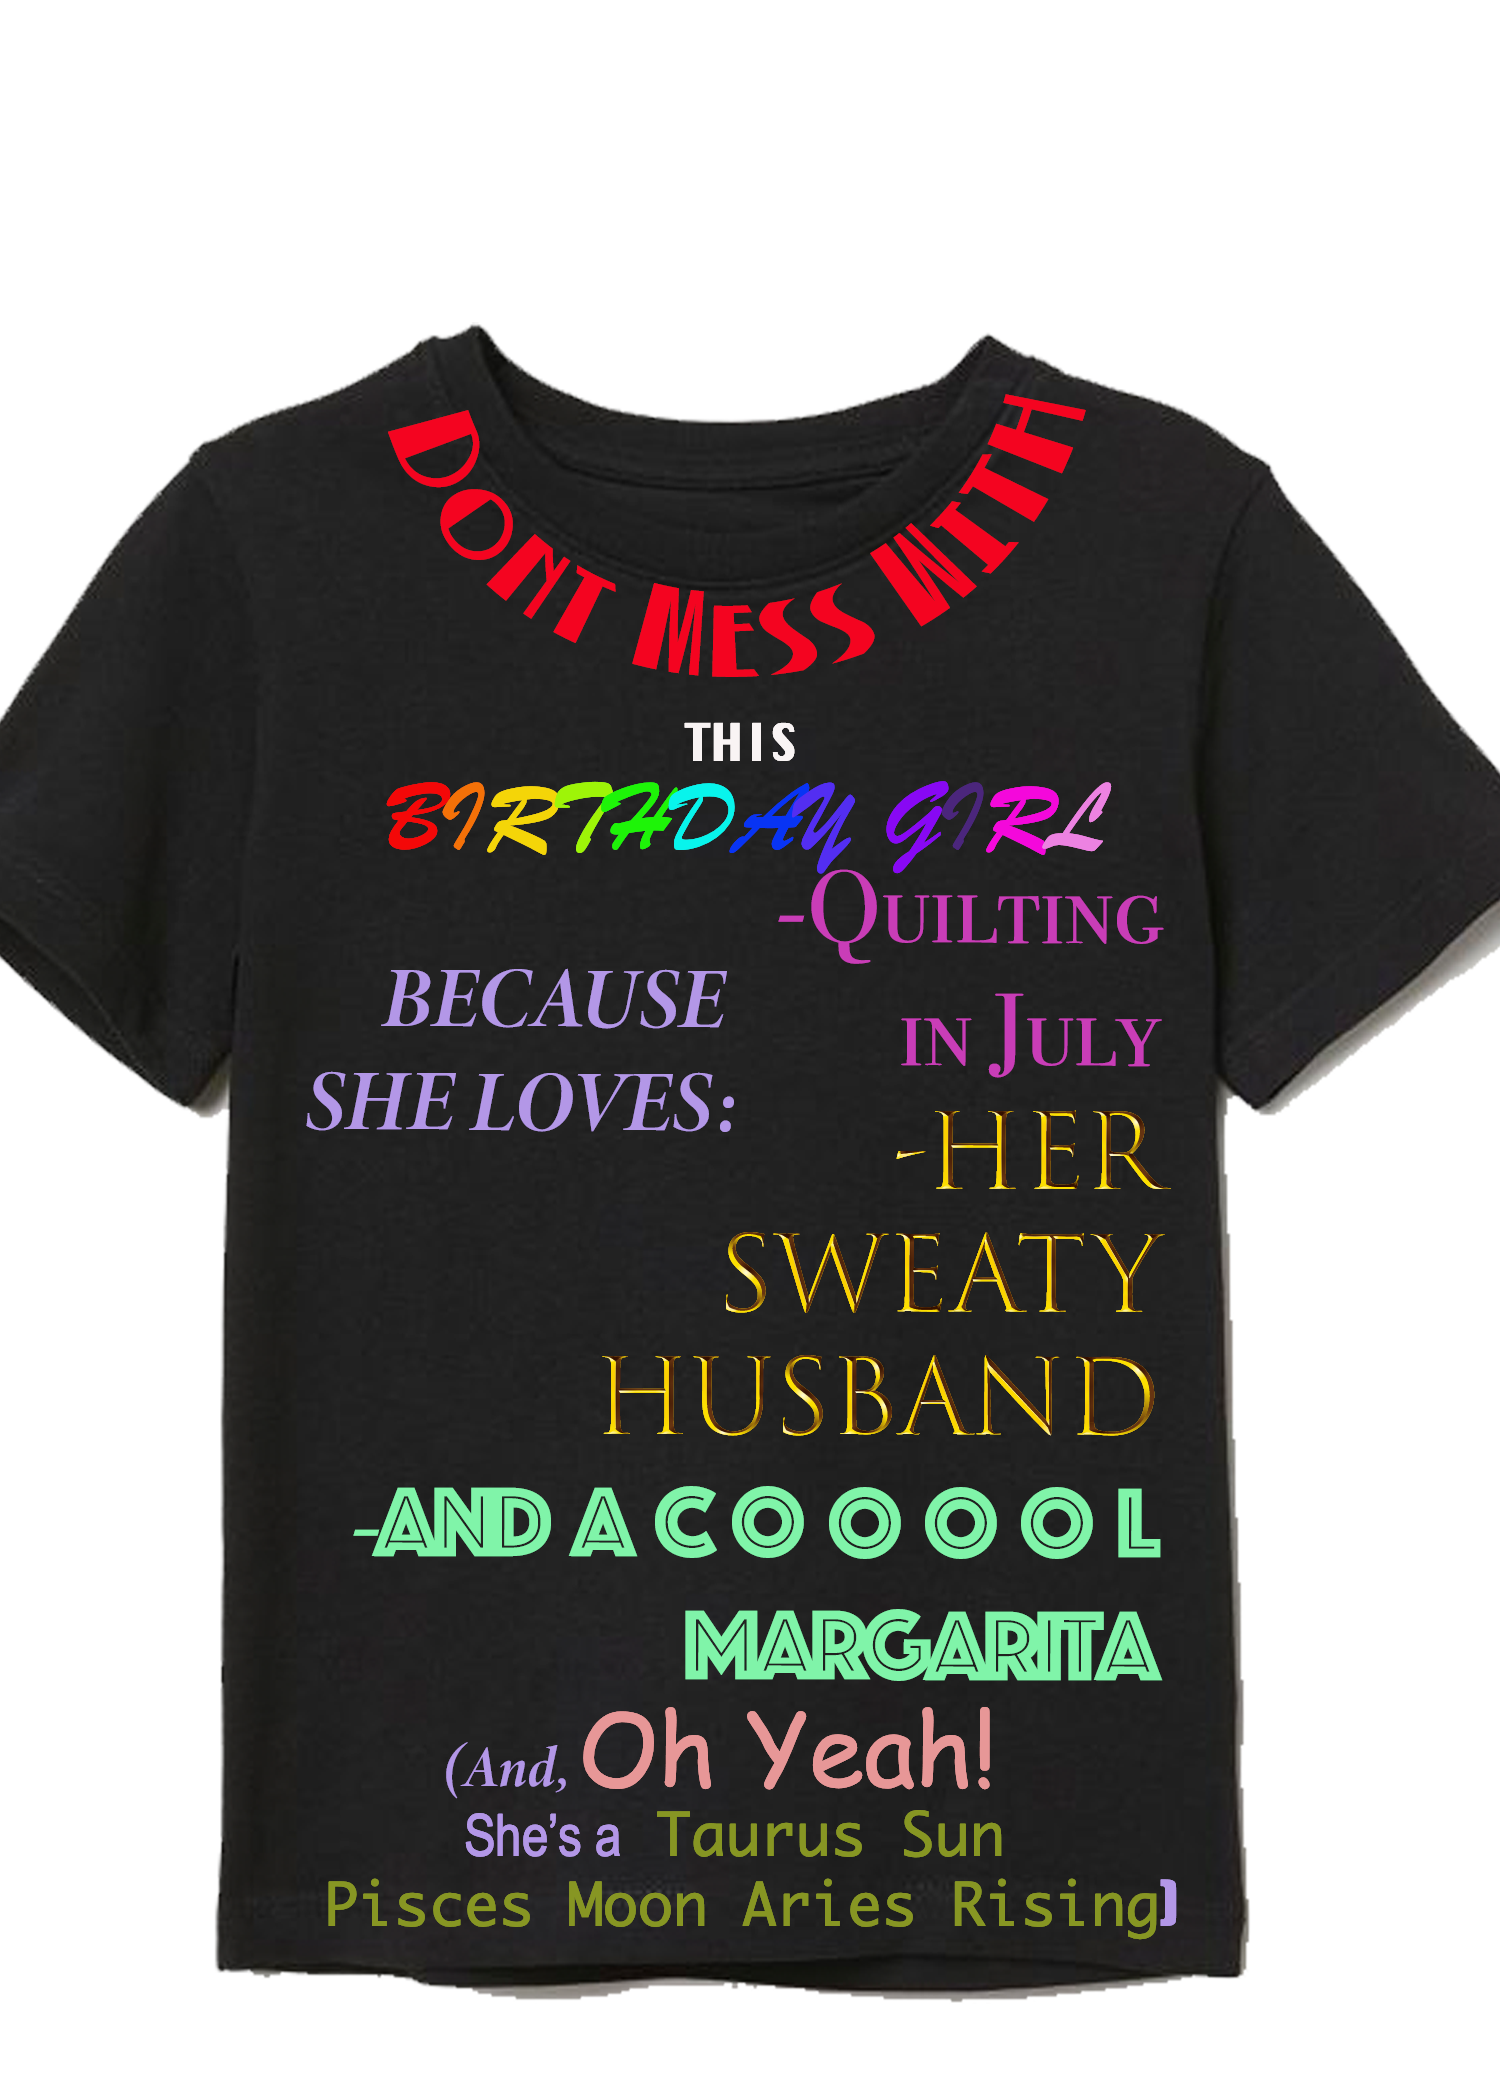 DONT MESS WITH
THIS
BIRTHDAY GIRL
BECAUSE
SHE LOVES:
-QUILTING
IN JULY
-HER
SWEATY
HUSBAND
-AND A COOOOL
MARGARITA
(And, Oh Yeah!
She's a Taurus Sun
Pisces Moon Aries Rising)